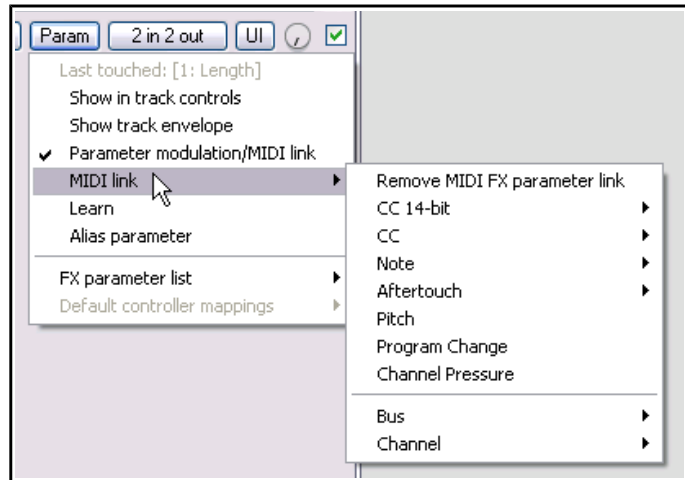 Param 2 in 2 out UI
Last touched: [1: Length]
Show in track controls
Show track envelope
Parameter modulation/MIDI link
MIDI link
Learn
Alias parameter
FX parameter list
Default controller mappings
Remove MIDI FX parameter link
CC 14-bit
CC
Note
Aftertouch
Pitch
Program Change
Channel Pressure
Bus
Channel